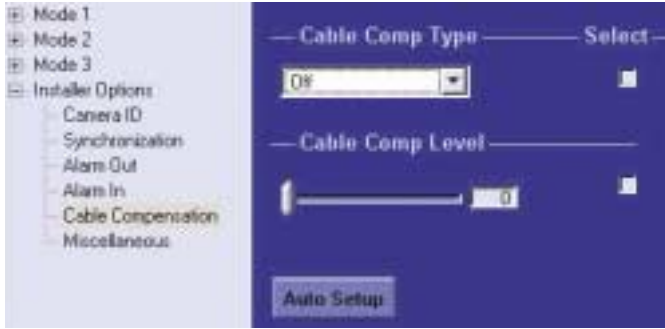 Mode 1
Mode 2
Mode 3
Installer Options
Camera ID
Synchronization
Alarm Out
Alarm In
Cable Compensation
Miscellaneous
Cable Comp Type
Select
Off
Cable Comp Level
0
Auto Setup